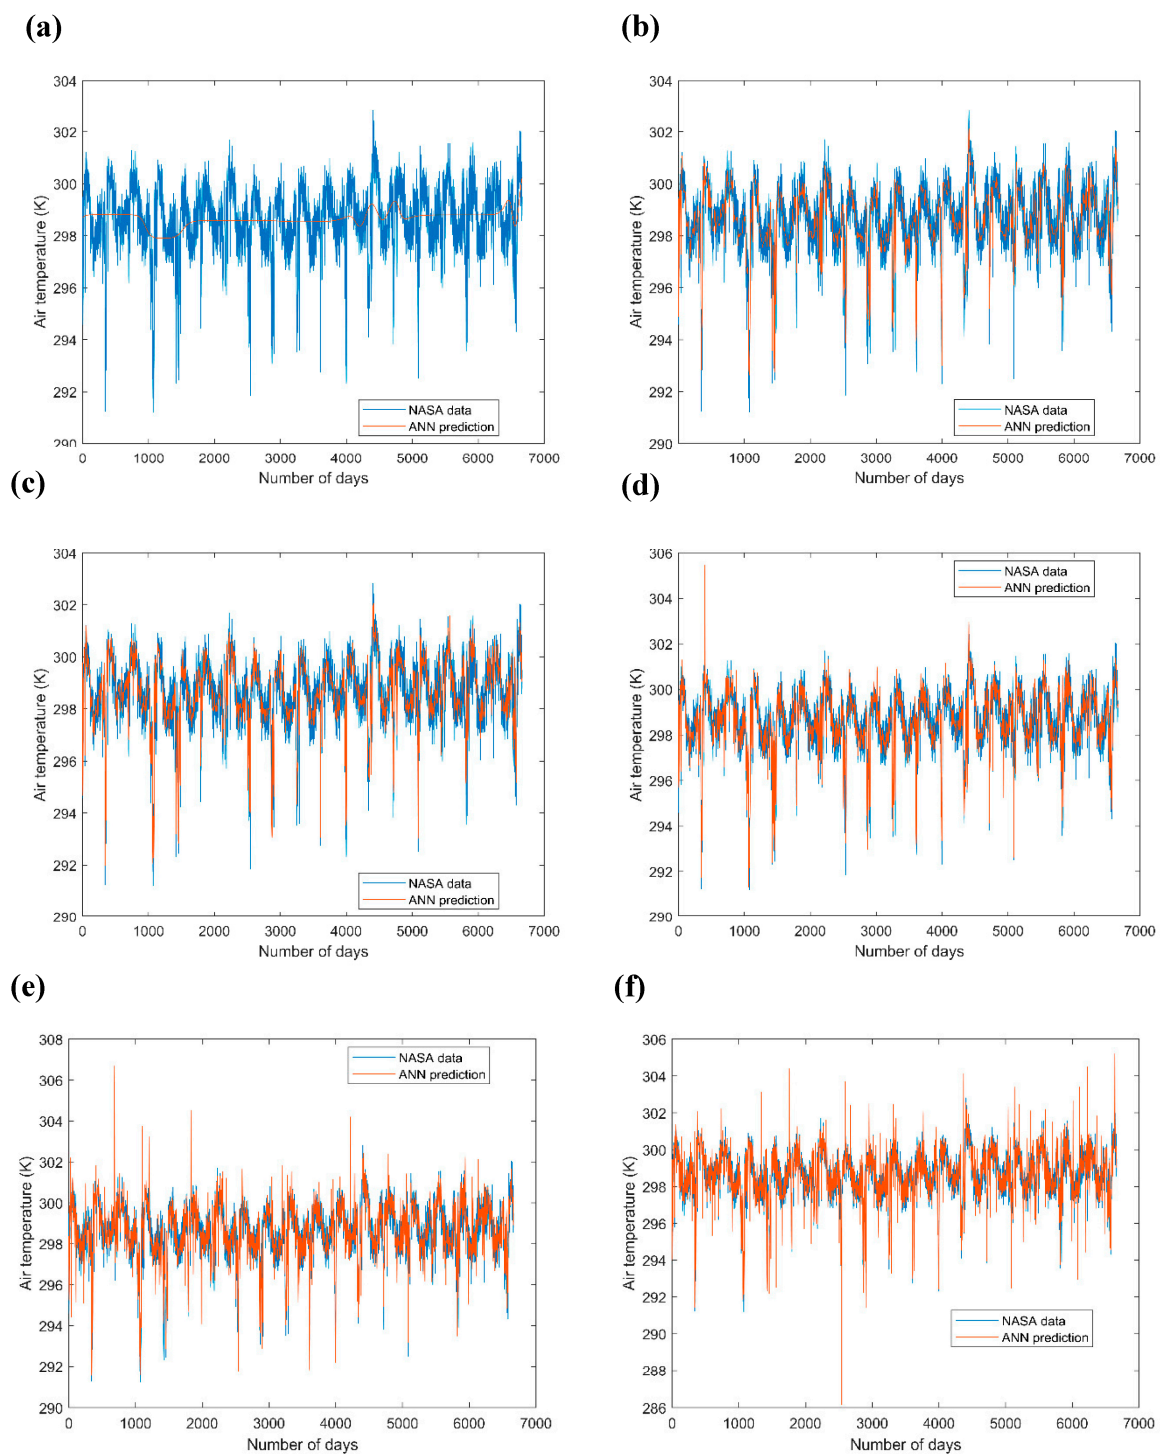 (a)
304
302
300
298
296
294
292
290
Air temperature (K)
NASA data
ANN prediction
0 1000 2000 3000 4000 5000 6000 7000
Number of days
(b)
304
302
300
298
296
294
292
290
Air temperature (K)
NASA data
ANN prediction
1000 2000 3000 4000 5000 6000 7000
Number of days
(c)
304
302
300
298
296
294
292
290
Air temperature (K)
NASA data
ANN prediction
0 1000 2000 3000 4000 5000 6000 7000
Number of days
(d)
306
304
302
300
298
296
294
292
290
Air temperature (K)
NASA data
ANN prediction
0 1000 2000 3000 4000 5000 6000 7000
Number of days
(e)
308
306
304
302
300
298
296
294
292
290
Air temperature (K)
NASA data
ANN prediction
0 1000 2000 3000 4000 5000 6000 7000
Number of days
(f)
306
304
302
300
298
296
294
292
290
288
286
Air temperature (K)
NASA data
ANN prediction
0 1000 2000 3000 4000 5000 6000 7000
Number of days